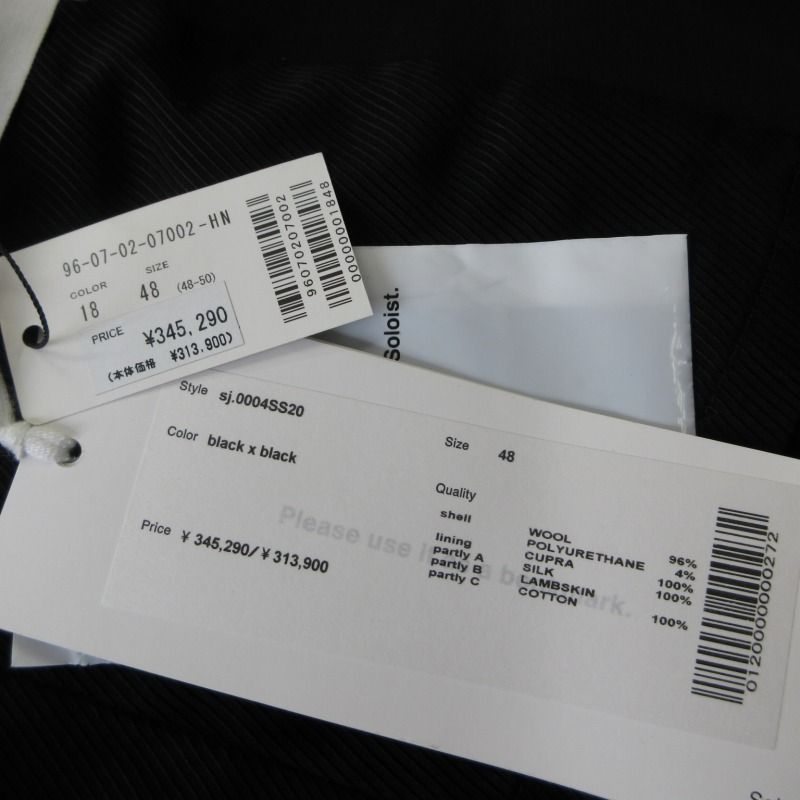 96-07-02-07002-HN
COLOR SIZE
18 48 (48-50)
PRICE ¥345,290
(本体価格 ¥313,900)
96070207002
00000001848
Soloist.
Style sj.0004SS20
Color black x black
Price ¥ 345,290/¥ 313,900
Size 48
Quality
shell WOOL 96%
POLYURETHANE 4%
lining CUPRA 100%
partly A SILK 100%
partly B LAMBSKIN
partly C COTTON 100%
0120000000272
Please use